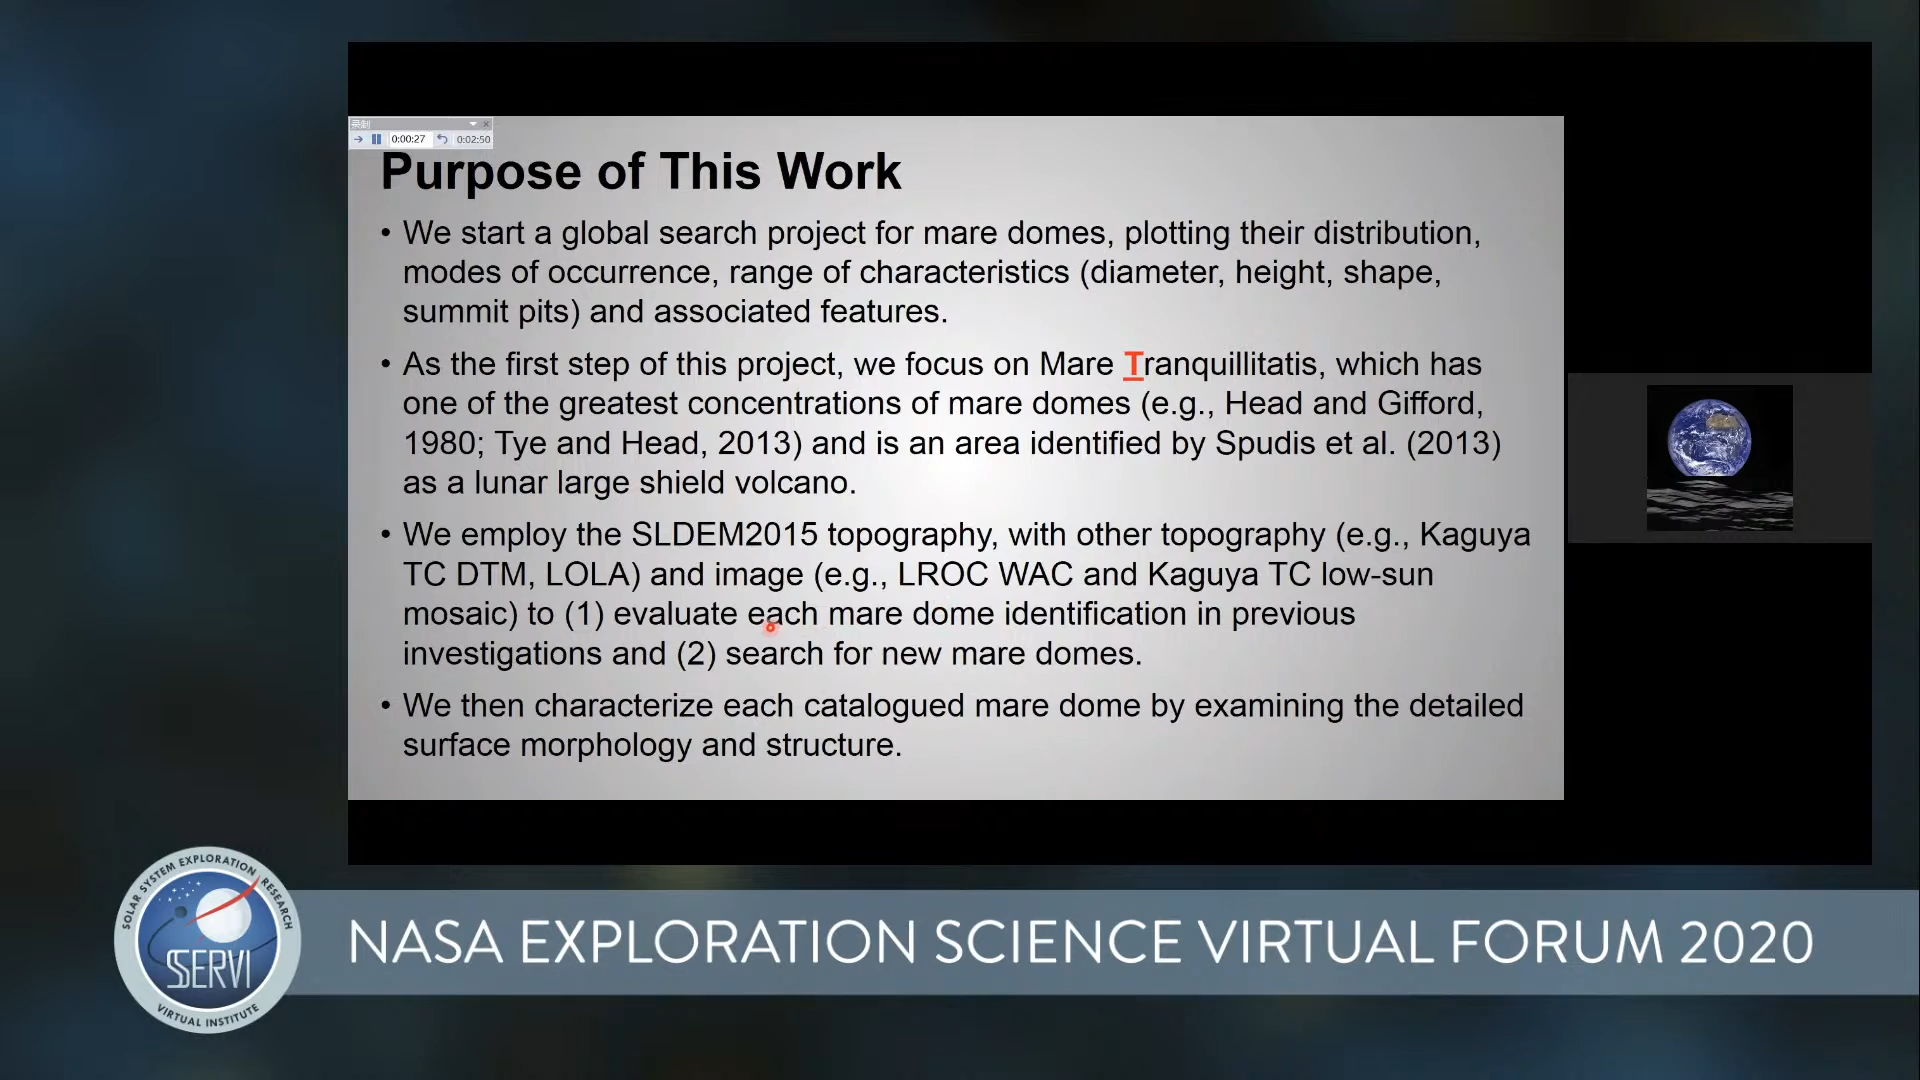 录制
0:00:27 0:02:50
Purpose of This Work
• We start a global search project for mare domes, plotting their distribution,
modes of occurrence, range of characteristics (diameter, height, shape,
summit pits) and associated features.
• As the first step of this project, we focus on Mare Tranquillitatis, which has
one of the greatest concentrations of mare domes (e.g., Head and Gifford,
1980; Tye and Head, 2013) and is an area identified by Spudis et al. (2013)
as a lunar large shield volcano.
• We employ the SLDEM2015 topography, with other topography (e.g., Kaguya
TC DTM, LOLA) and image (e.g., LROC WAC and Kaguya TC low-sun
mosaic) to (1) evaluate each mare dome identification in previous
investigations and (2) search for new mare domes.
• We then characterize each catalogued mare dome by examining the detailed
surface morphology and structure.
SOLAR SYSTEM EXPLORATION RESEARCH
SSERVI
VIRTUAL INSTITUTE
NASA EXPLORATION SCIENCE VIRTUAL FORUM 2020